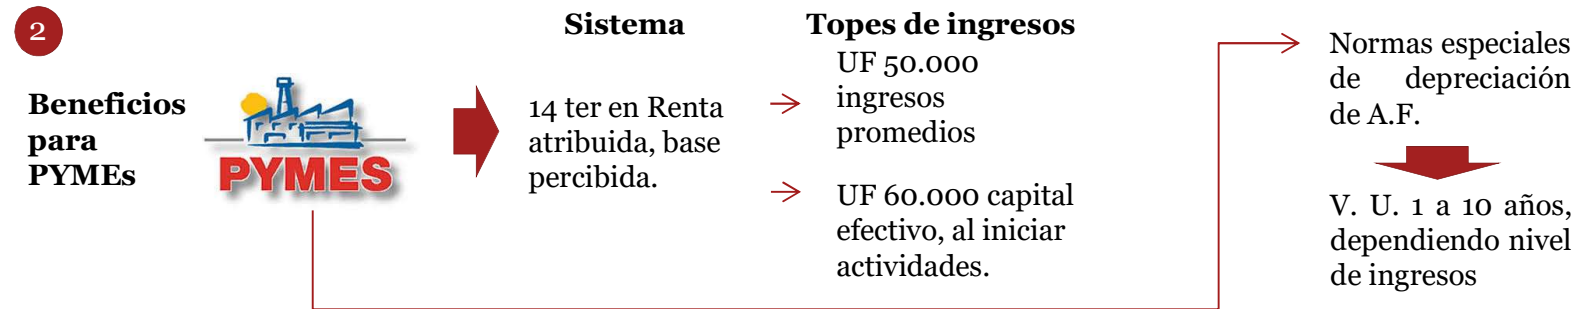 2
Beneficios
para
PYMEs
PYMES
Sistema
14 ter en Renta
atribuida, base
percibida.
Topes de ingresos
UF 50.000
ingresos
promedios
UF 60.000 capital
efectivo, al iniciar
actividades.
Normas especiales
de depreciación
de A.F.
V. U. 1 a 10 años,
dependiendo nivel
de ingresos